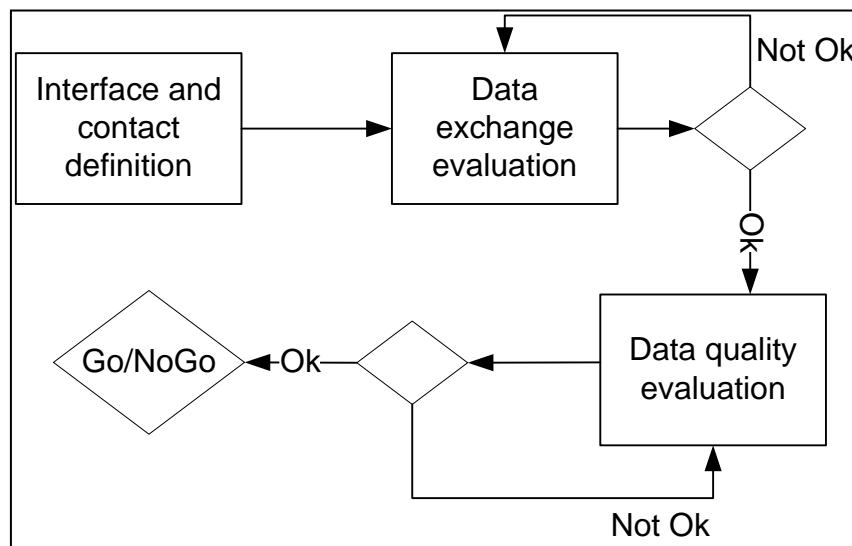 Interface and
contact
definition
Data
exchange
evaluation
Not Ok
Ok
Data quality
evaluation
Ok
Go/NoGo
Not Ok